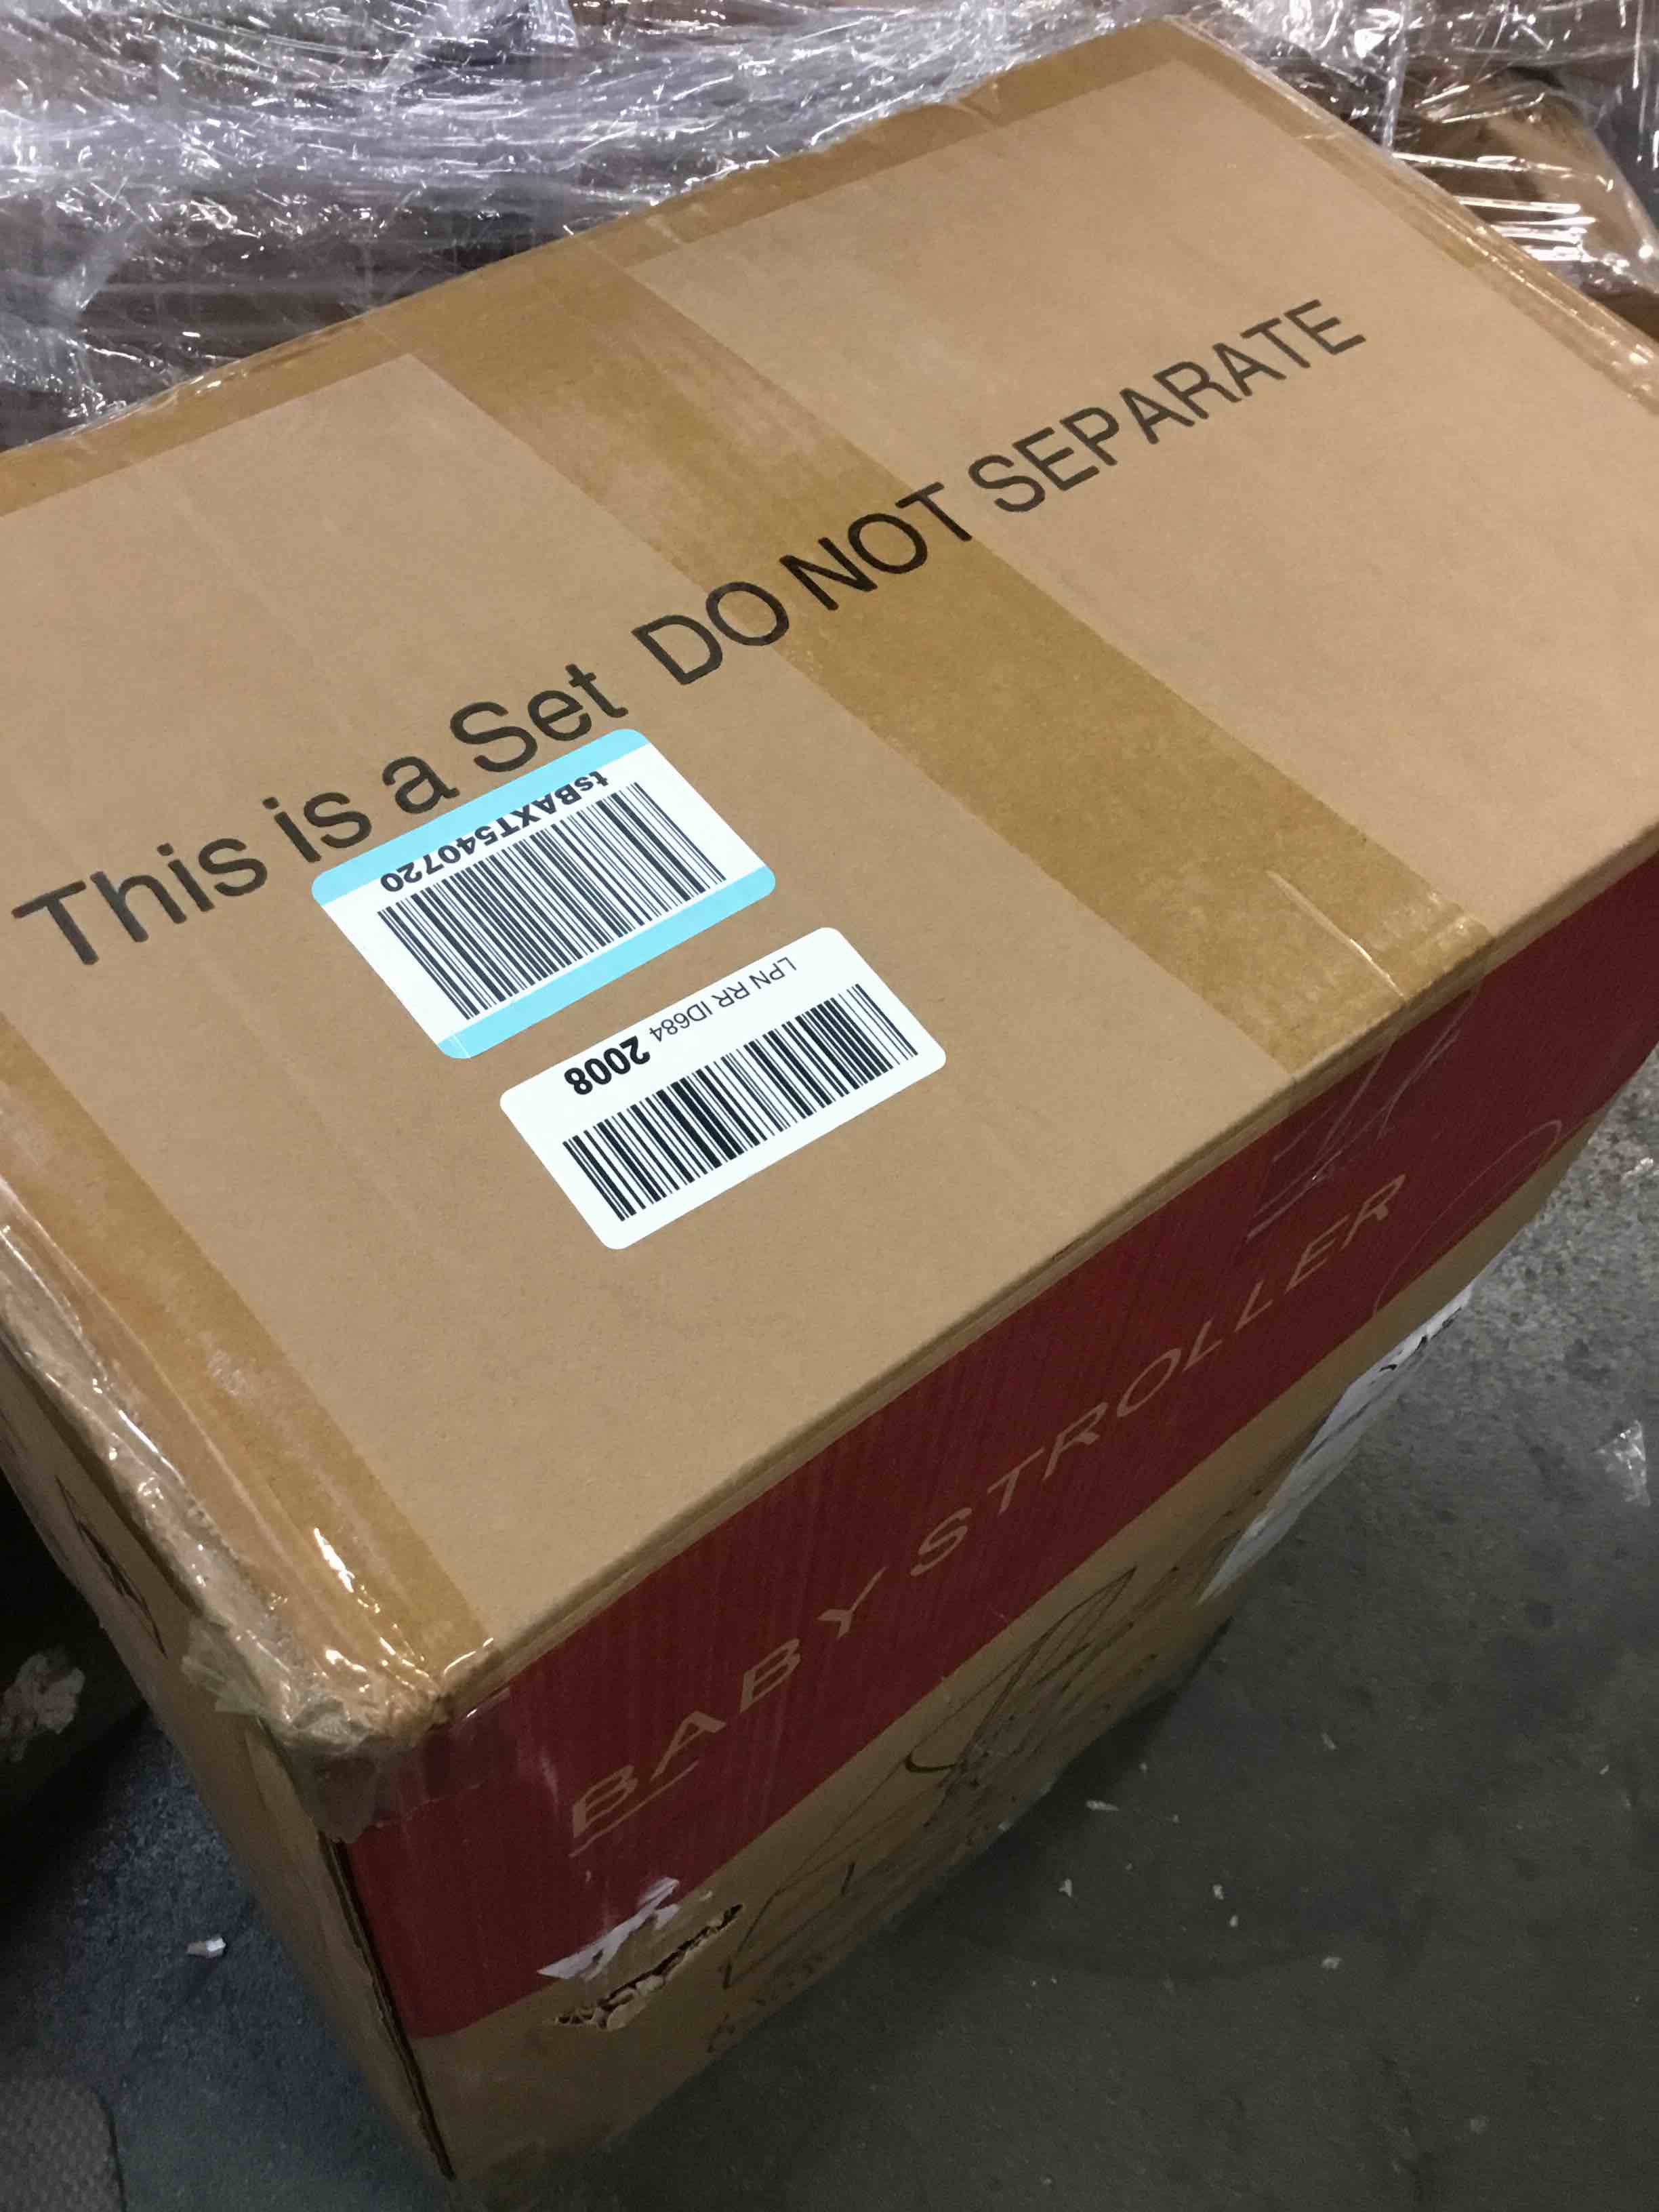 This is a Set DO NOT SEPARATE
tsBAXT540720
LPN RR ID684 2008
BABY STROLLER